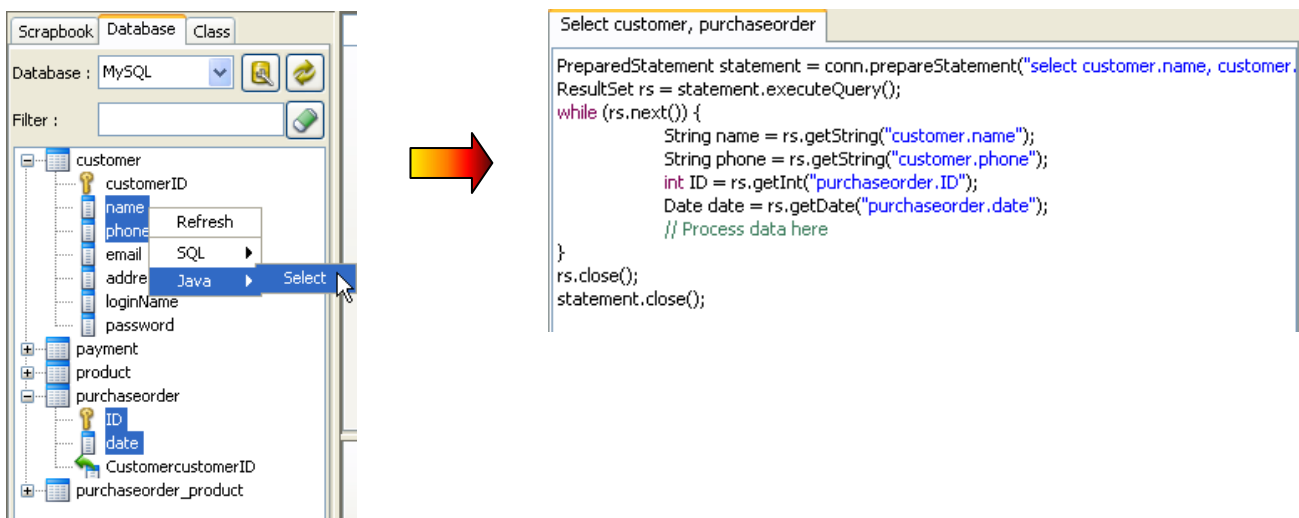 Scrapbook Database Class
Database : MySQL
Filter :
customer
customerID
name
phone
email
addre
loginName
password
payment
product
purchaseorder
ID
date
CustomercustomerID
purchaseorder_product
Refresh
SQL
Java
Select
Select customer, purchaseorder
PreparedStatement statement = conn.prepareStatement("select customer.name, customer.
ResultSet rs = statement.executeQuery();
while (rs.next()) {
String name = rs.getString("customer.name");
String phone = rs.getString("customer.phone");
int ID = rs.getInt("purchaseorder.ID");
Date date = rs.getDate("purchaseorder.date");
// Process data here
}
rs.close();
statement.close();